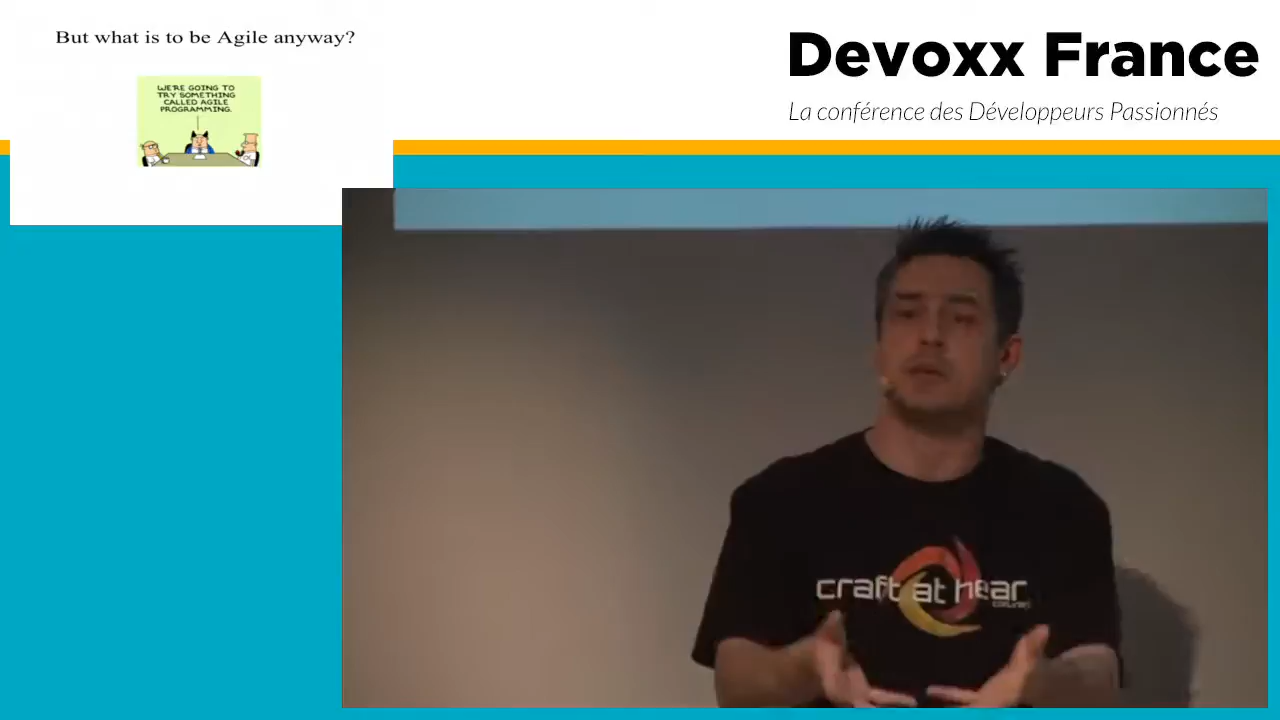 But what is to be Agile anyway?
WE'RE GOING TO
TRY SOMETHING
CALLED AGILE
PROGRAMMING.
Devoxx France
La conférence des Développeurs Passionnés
craft at hear